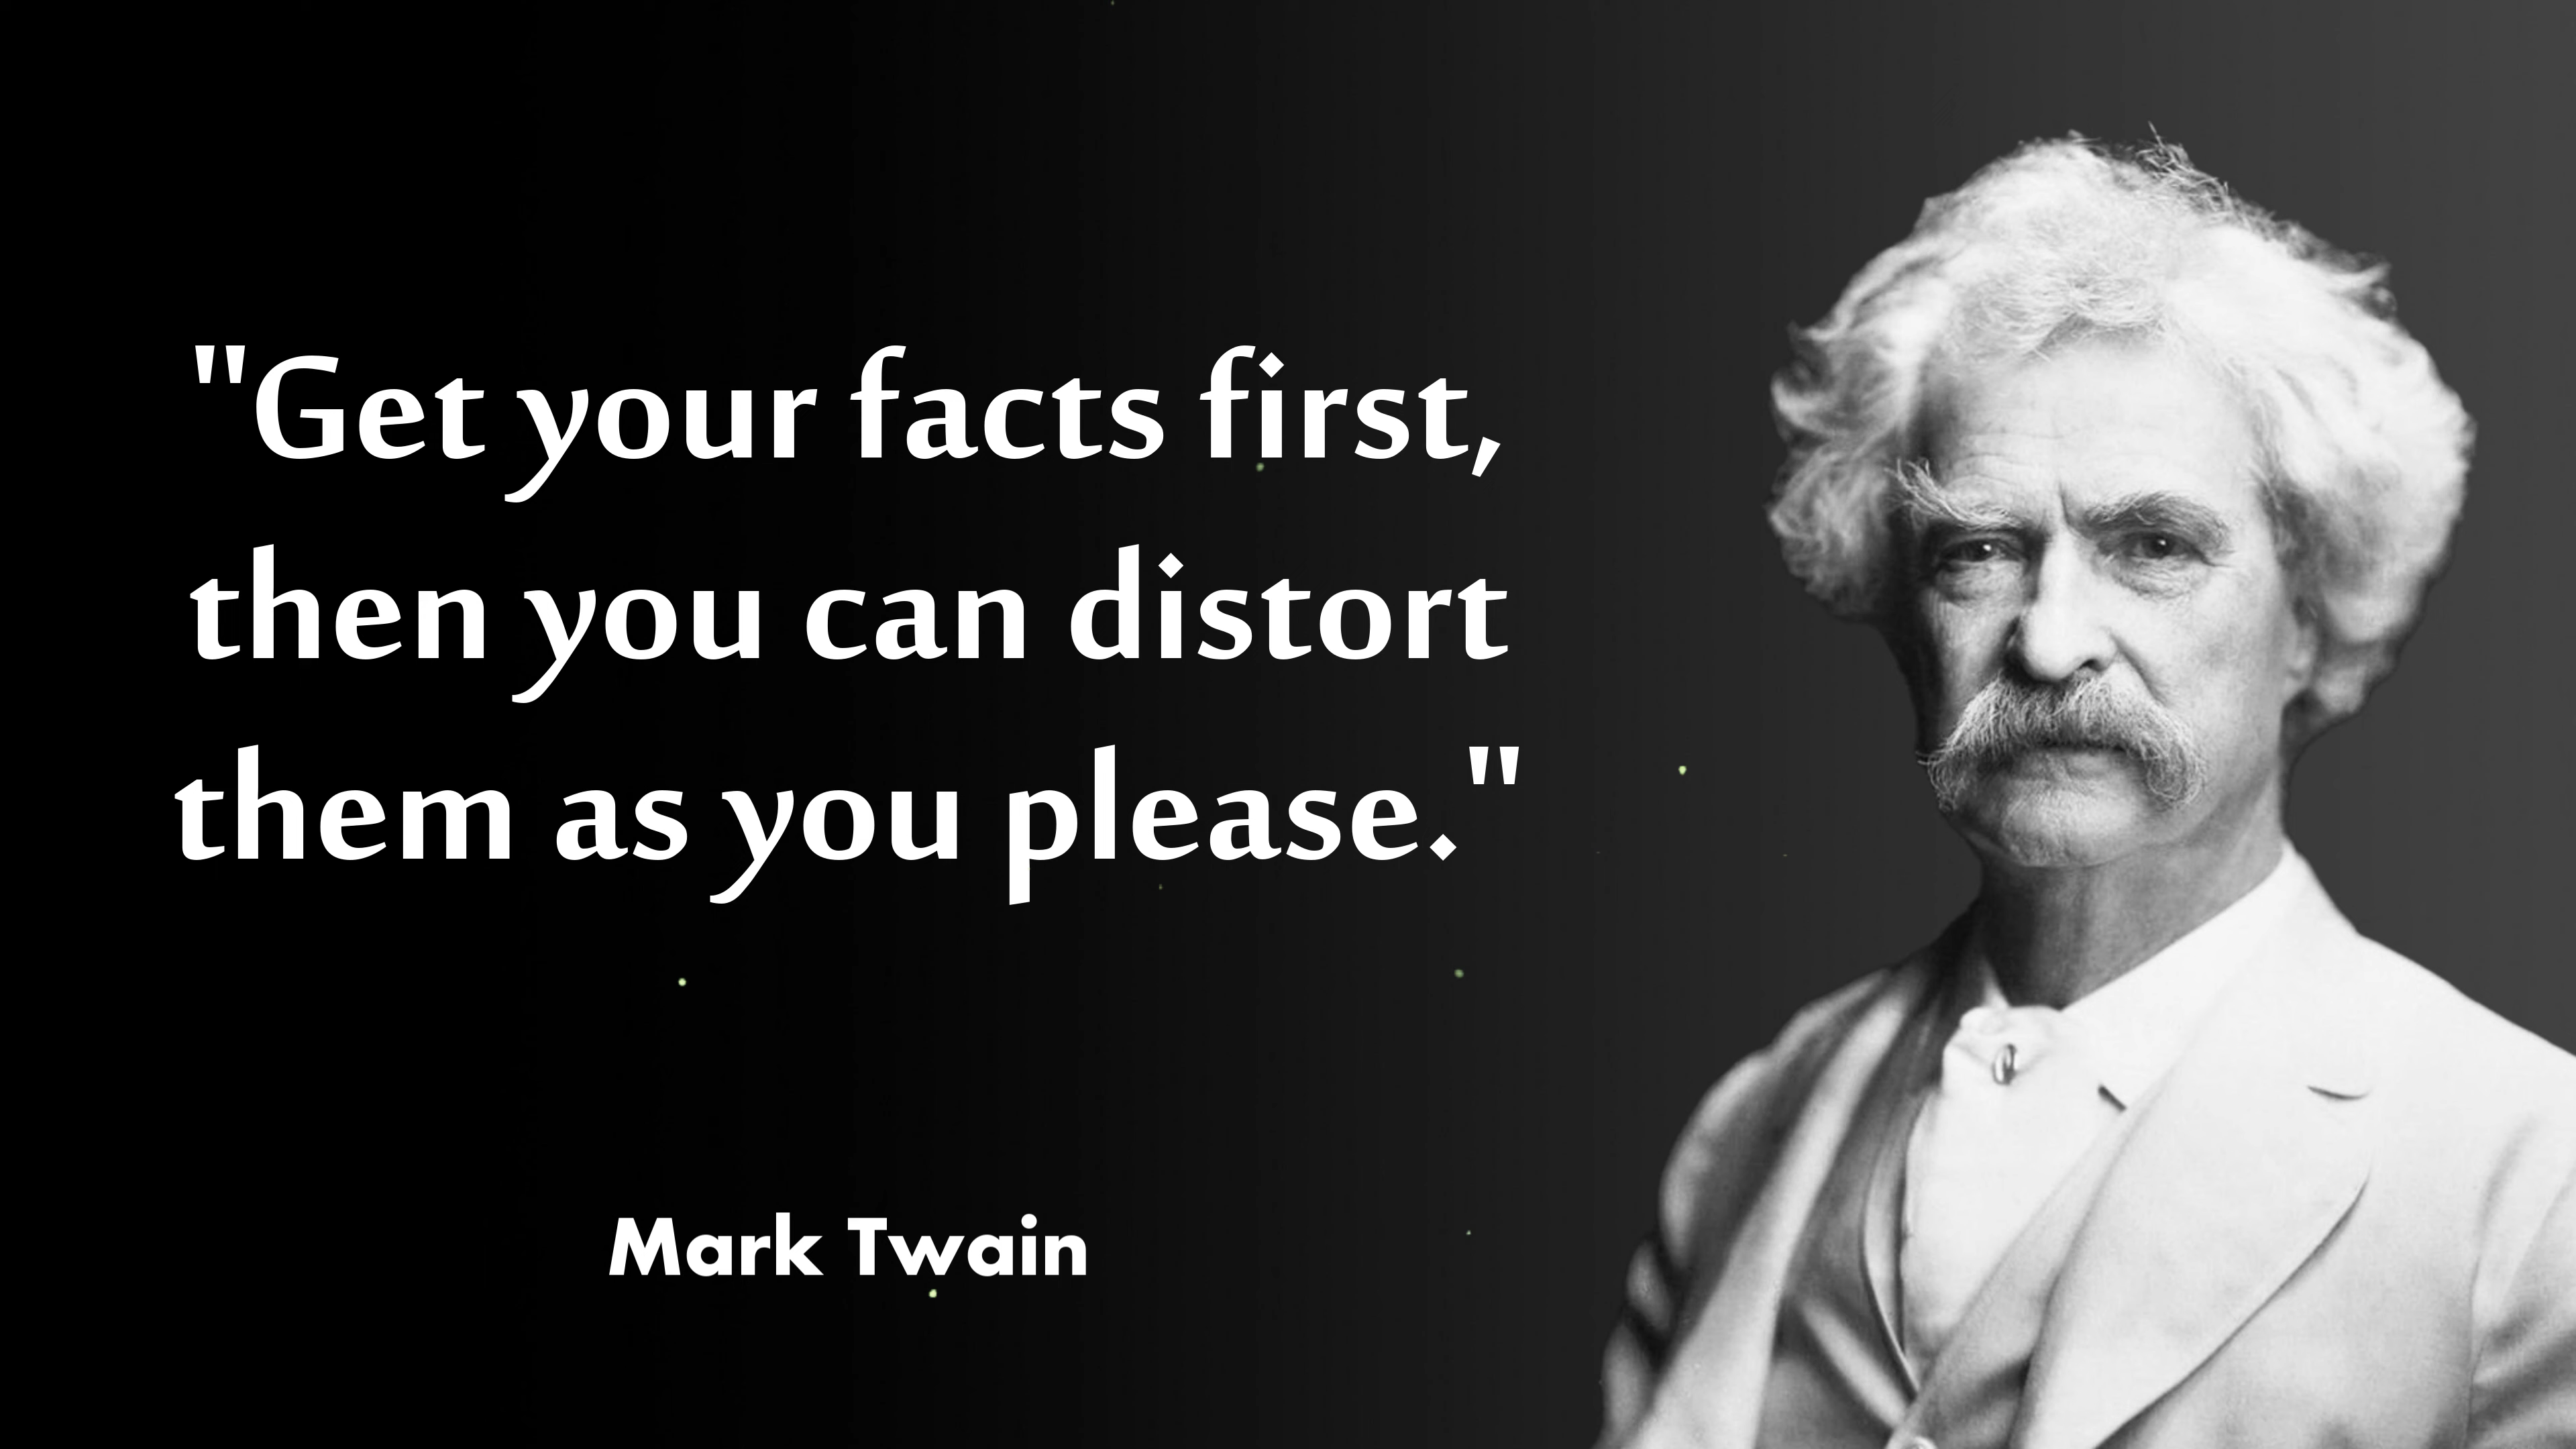 "Get your facts first,
then you can distort
them as you please."
Mark Twain